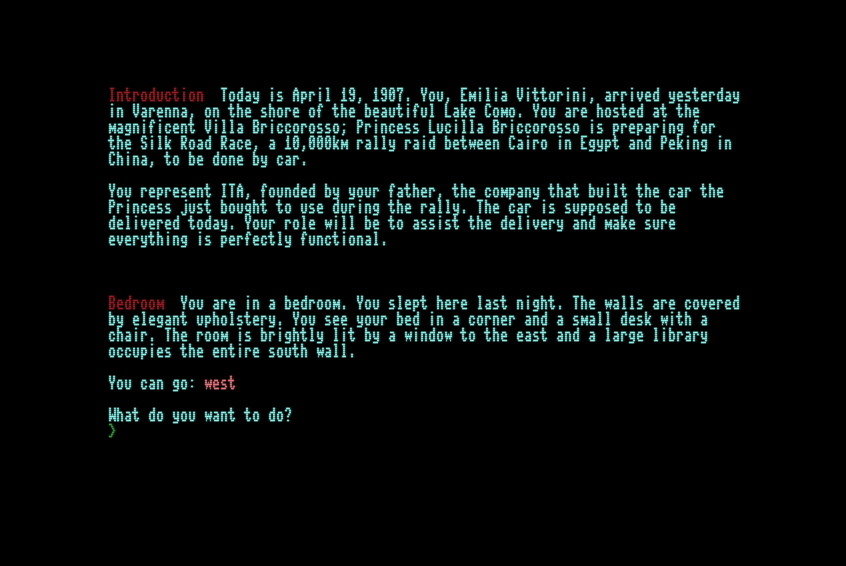 Introduction  Today is April 19, 1907. You, Emilia Vittorini, arrived yesterday
in Varenna, on the shore of the beautiful Lake Como. You are hosted at the
magnificent Villa Briccorosso; Princess Lucilla Briccorosso is preparing for
the Silk Road Race, a 10,000km rally raid between Cairo in Egypt and Peking in
China, to be done by car.
You represent ITA, founded by your father, the company that built the car the
Princess just bought to use during the rally. The car is supposed to be
delivered today. Your role will be to assist the delivery and make sure
everything is perfectly functional.
Bedroom  You are in a bedroom. You slept here last night. The walls are covered
by elegant upholstery. You see your bed in a corner and a small desk with a
chair. The room is brightly lit by a window to the east and a large library
occupies the entire south wall.
You can go: west
What do you want to do?
}